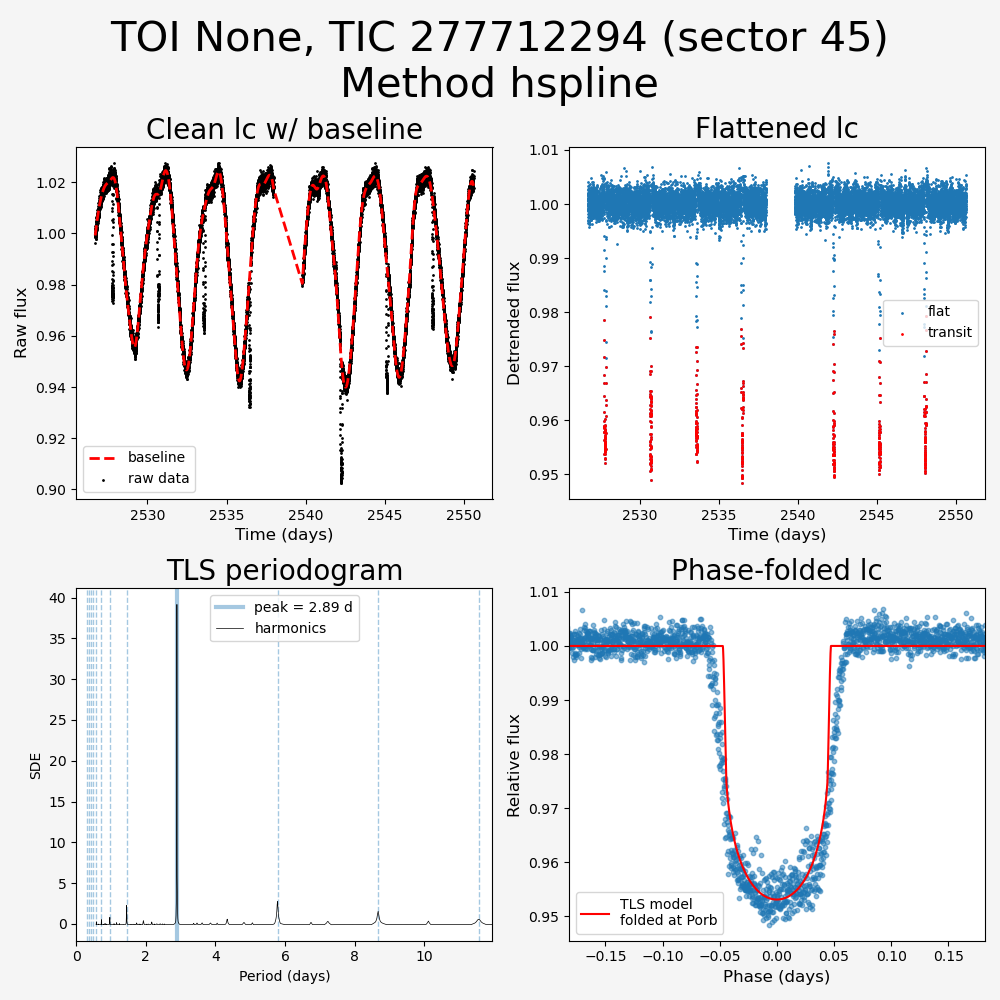 TOI None, TIC 277712294 (sector 45)
Method hspline
Clean lc w/ baseline
Raw flux
1.02
1.00
0.98
0.96
0.94
0.92
0.90
baseline
raw data
2530
2535
2540
2545
2550
Time (days)
Flattened lc
Detrended flux
1.01
1.00
0.99
0.98
0.97
0.96
0.95
flat
transit
2530
2535
2540
2545
2550
Time (days)
TLS periodogram
SDE
40
35
30
25
20
15
10
5
0
peak = 2.89 d
harmonics
0
2
4
6
8
10
Period (days)
Phase-folded lc
Relative flux
1.01
1.00
0.99
0.98
0.97
0.96
0.95
TLS model
folded at Porb
−0.15
−0.10
−0.05
0.00
0.05
0.10
0.15
Phase (days)